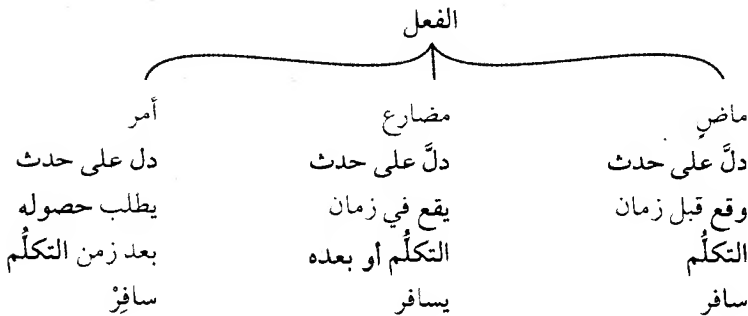 الفعل
ماضٍ مضارع أمر
دلَّ على حدث دلَّ على حدث دل على حدث
وقع قبل زمان يقع في زمان يطلب حصوله
التكلُّم التكلُّم أو بعده بعد زمن التكلُّم
سافر يسافر سافِرْ